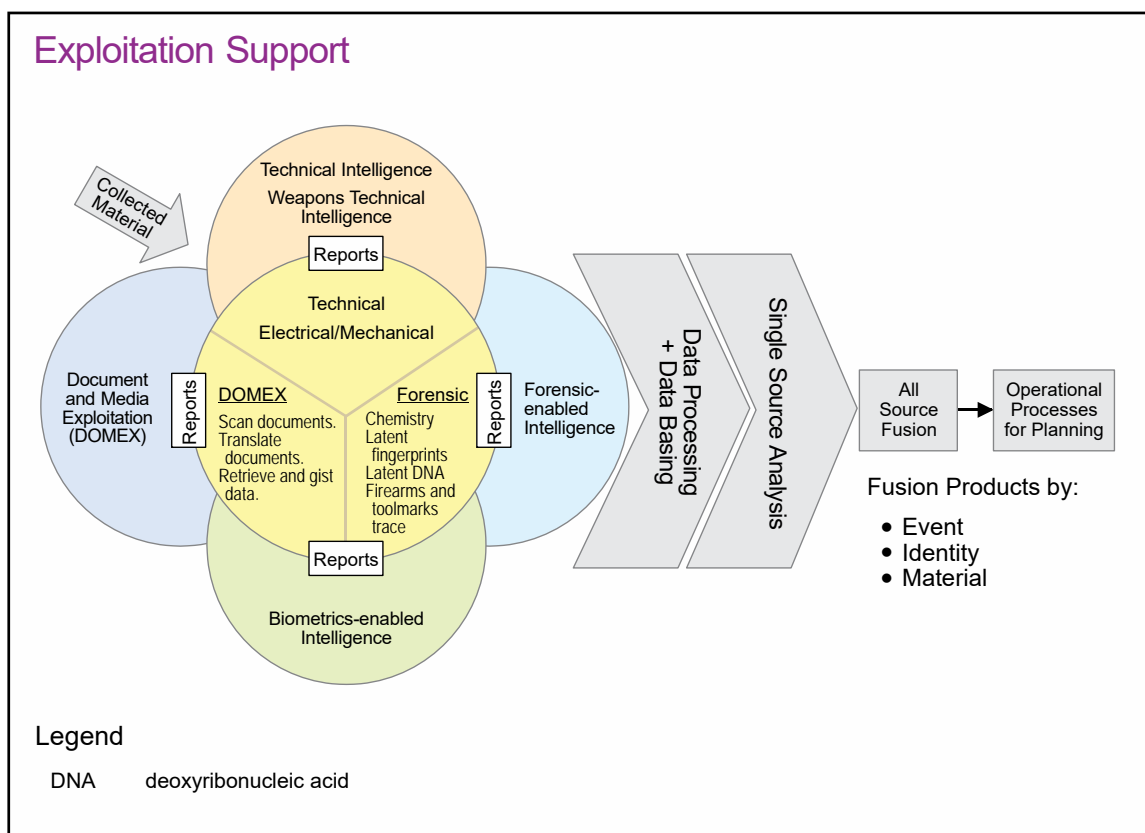 Exploitation Support
Collected
Material
Technical Intelligence
Weapons Technical
Intelligence
Reports
Technical
Electrical/Mechanical
Document
and Media
Exploitation
(DOMEX)
Reports
DOMEX
Scan documents.
Translate
documents.
Retrieve and gist
data.
Forensic
Chemistry
Latent
fingerprints
Latent DNA
Firearms and
toolmarks
trace
Reports
Forensic-
enabled
Intelligence
Reports
Biometrics-enabled
Intelligence
Data Processing
+ Data Basing
Single Source Analysis
All
Source
Fusion
Operational
Processes
for Planning
Fusion Products by:
• Event
• Identity
• Material
Legend
DNA deoxyribonucleic acid